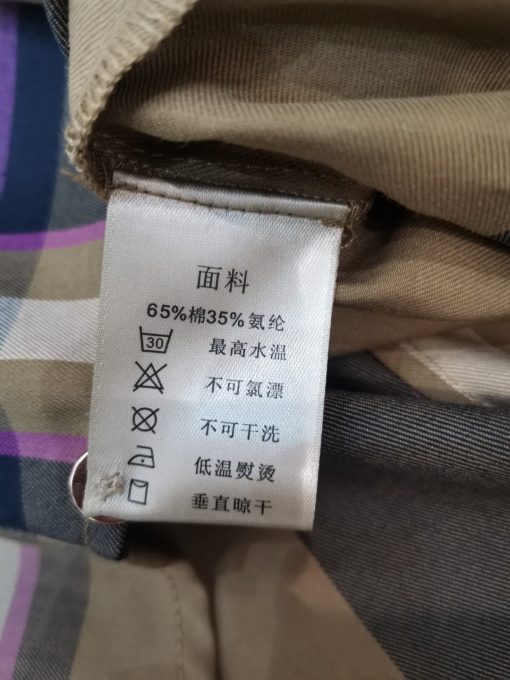 面料
65%棉35%氨纶
30 最高水温
不可氯漂
不可干洗
低温熨烫
垂直晾干